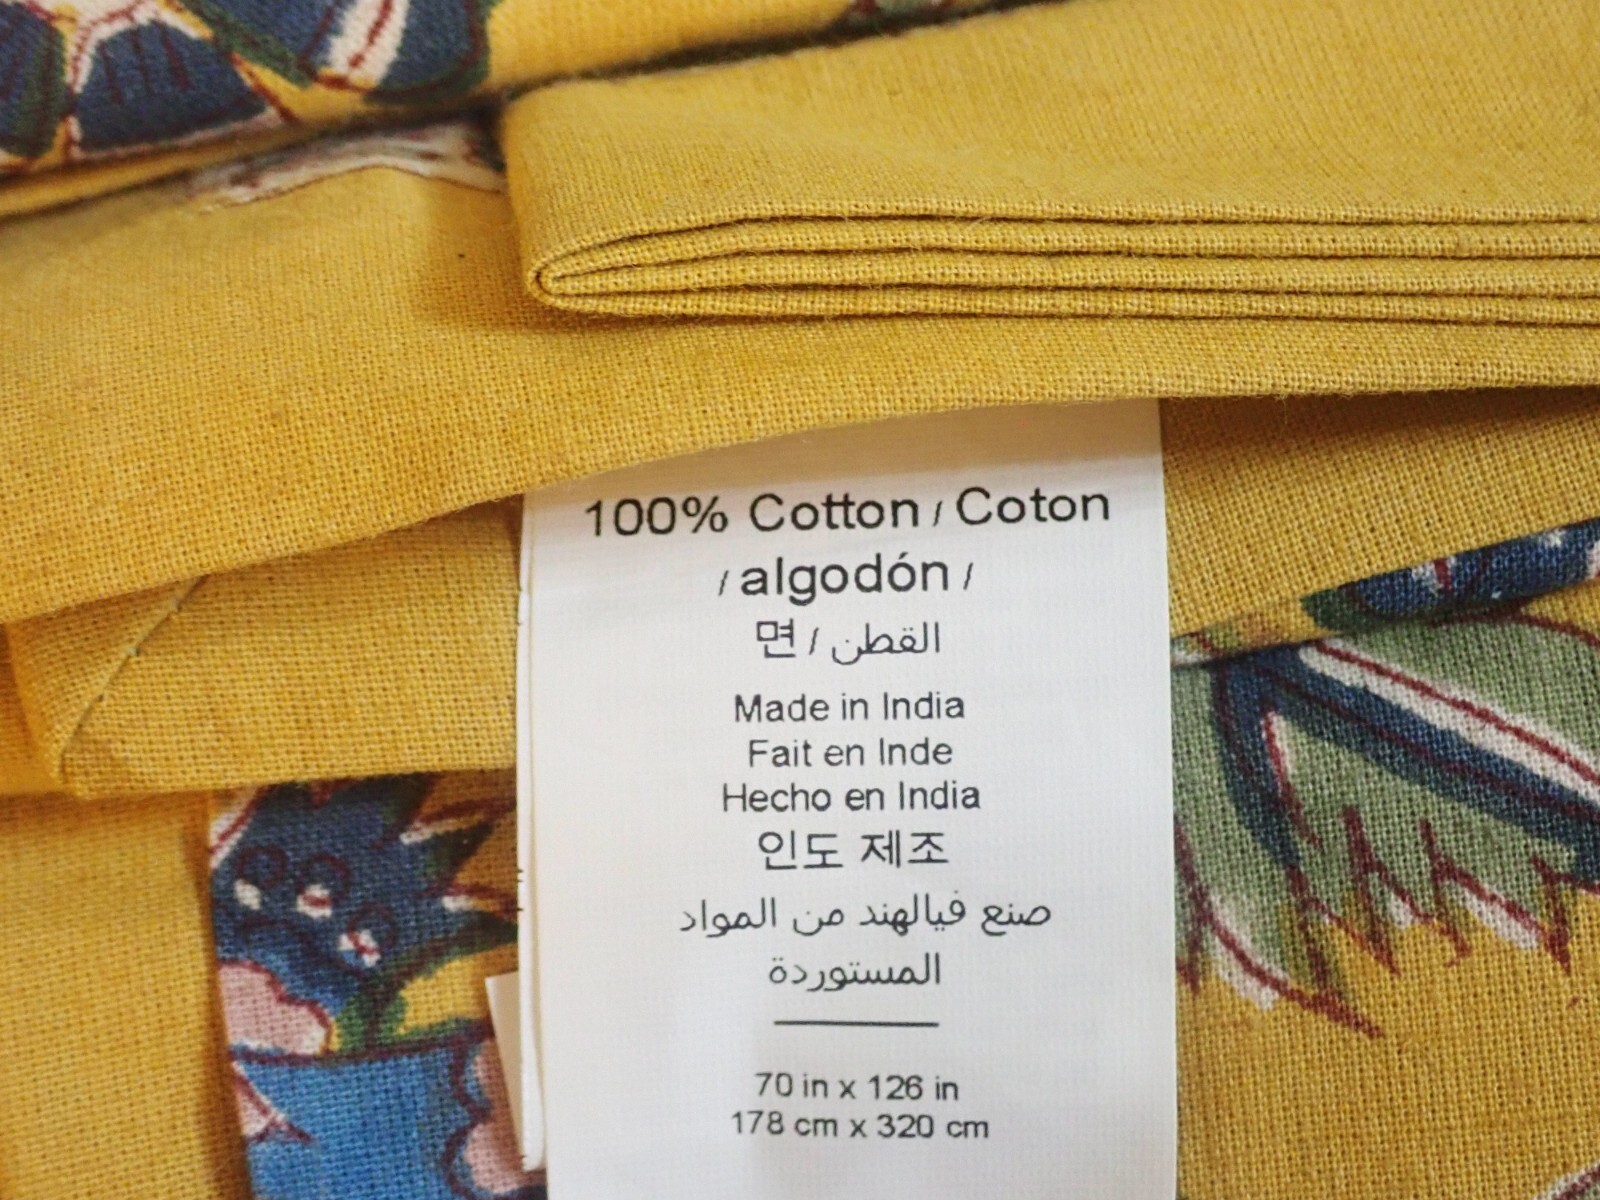 100% Cotton / Coton
/ algodón /
면 / القطن
Made in India
Fait en Inde
Hecho en India
인도 제조
صنع فيالهند من المواد
المستوردة
70 in x 126 in
178 cm x 320 cm